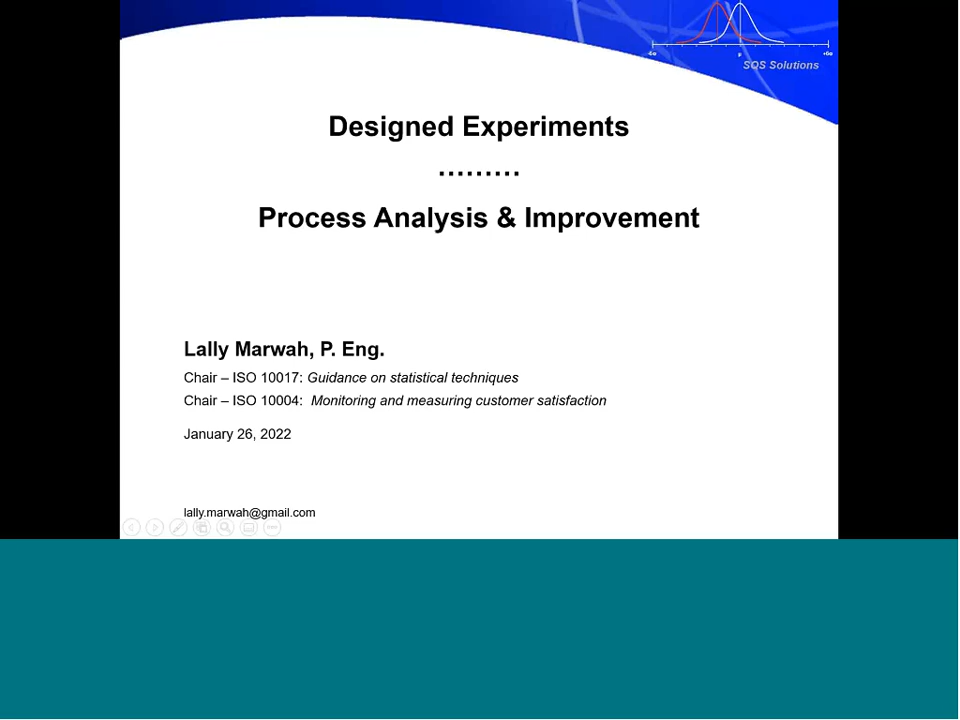 SQS Solutions
Designed Experiments
………
Process Analysis & Improvement
Lally Marwah, P. Eng.
Chair – ISO 10017: Guidance on statistical techniques
Chair – ISO 10004: Monitoring and measuring customer satisfaction
January 26, 2022
lally.marwah@gmail.com